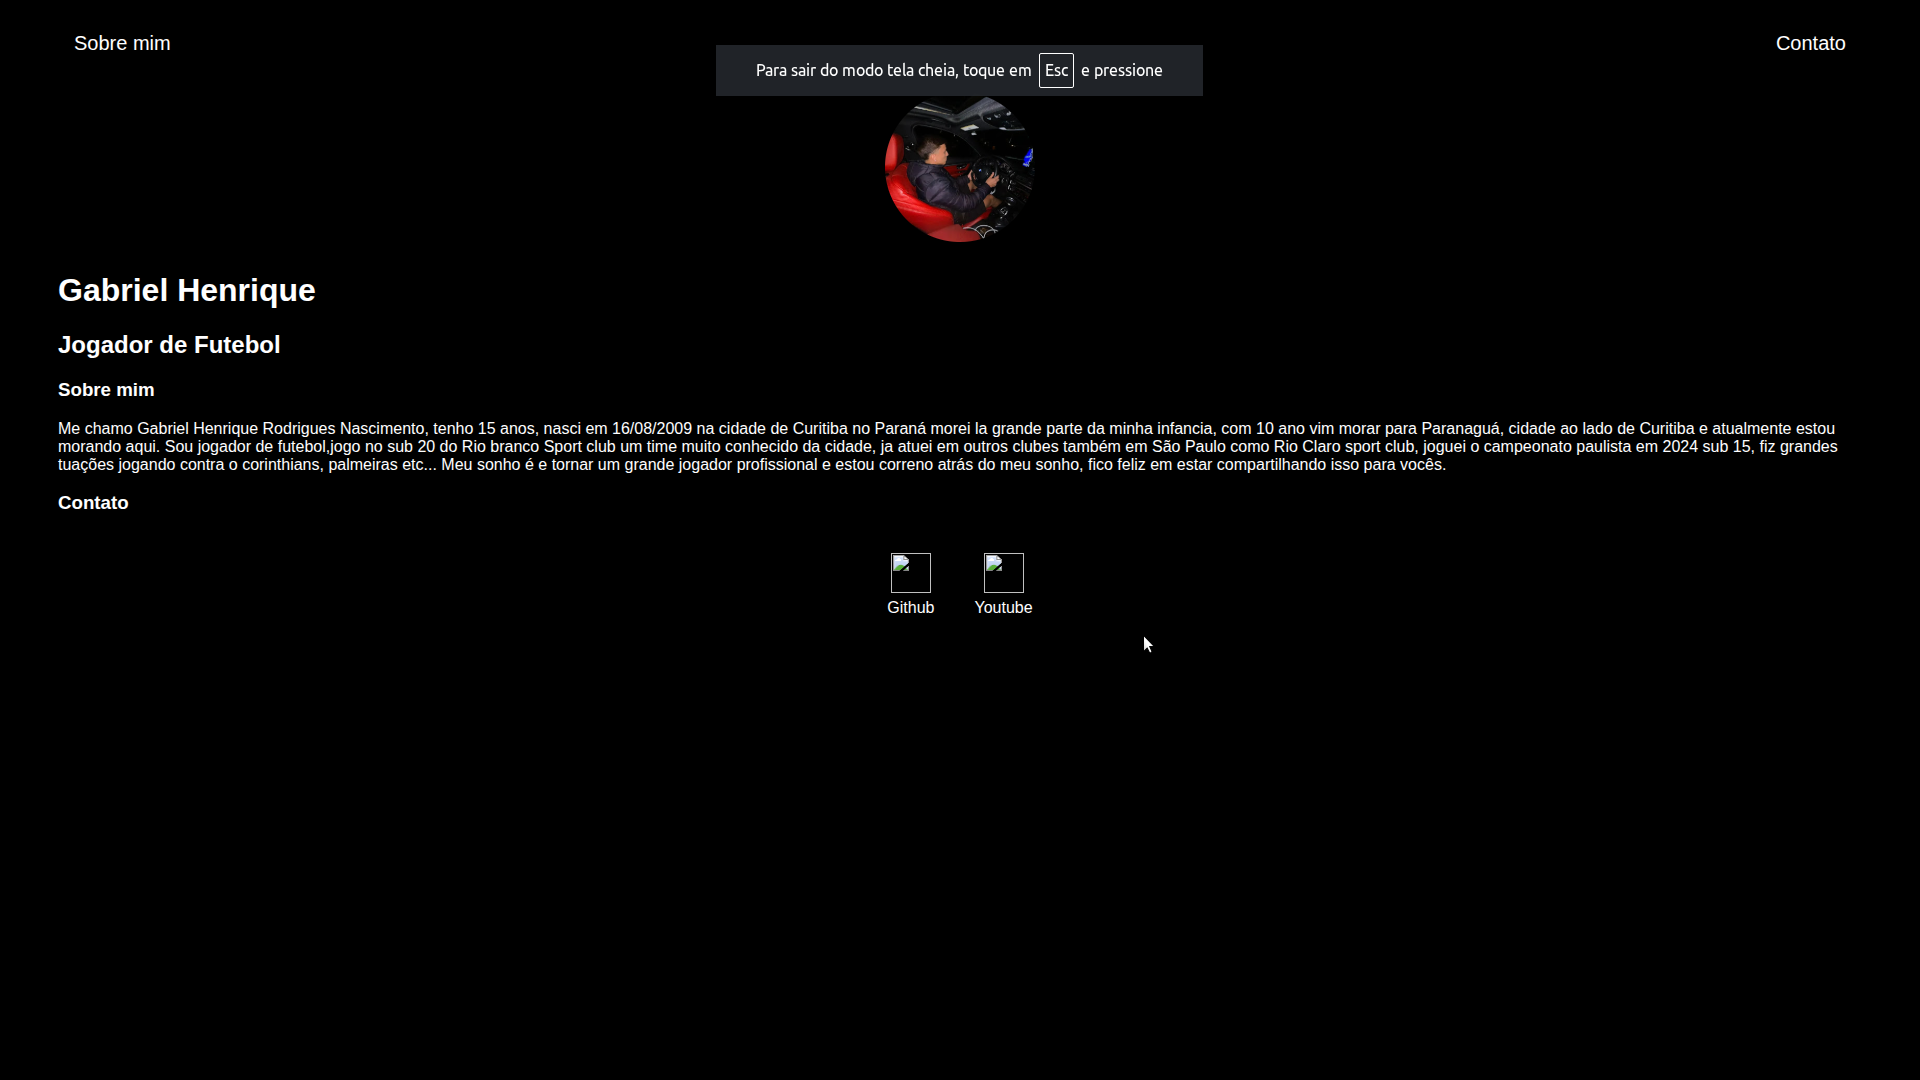 Sobre mim
Contato
Para sair do modo tela cheia, toque em Esc e pressione
Gabriel Henrique
Jogador de Futebol
Sobre mim
Me chamo Gabriel Henrique Rodrigues Nascimento, tenho 15 anos, nasci em 16/08/2009 na cidade de Curitiba no Paraná morei la grande parte da minha infancia, com 10 ano vim morar para Paranaguá, cidade ao lado de Curitiba e atualmente estou
morando aqui. Sou jogador de futebol,jogo no sub 20 do Rio branco Sport club um time muito conhecido da cidade, ja atuei em outros clubes também em São Paulo como Rio Claro sport club, joguei o campeonato paulista em 2024 sub 15, fiz grandes
tuações jogando contra o corinthians, palmeiras etc... Meu sonho é e tornar um grande jogador profissional e estou correno atrás do meu sonho, fico feliz em estar compartilhando isso para vocês.
Contato
Github
Youtube